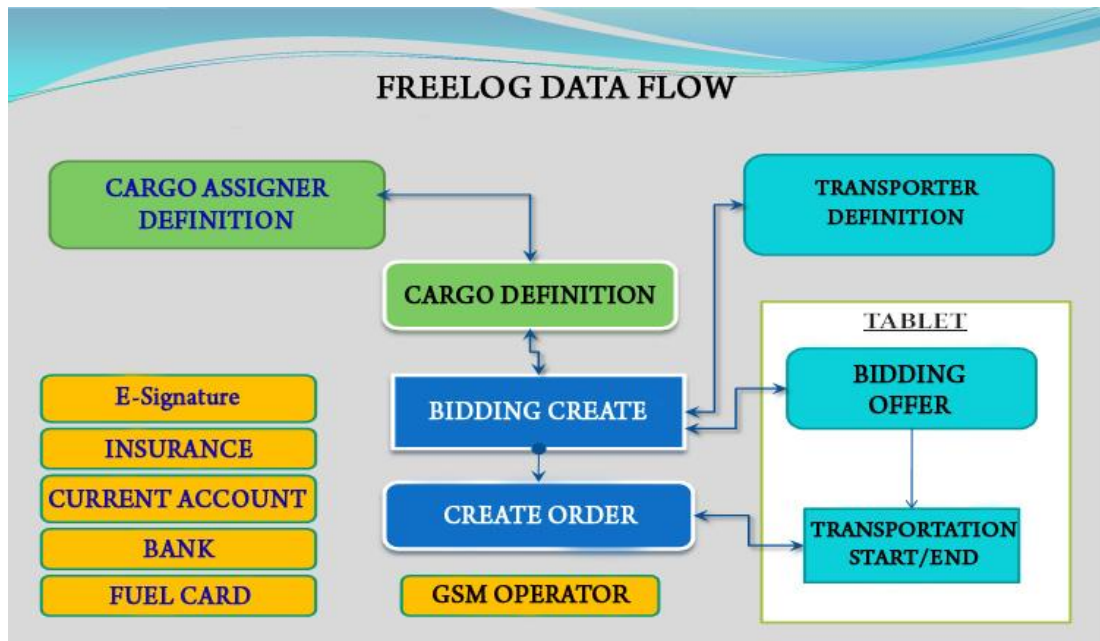 FREELOG DATA FLOW
CARGO ASSIGNER
DEFINITION
TRANSPORTER
DEFINITION
CARGO DEFINITION
TABLET
BIDDING
OFFER
E-Signature
BIDDING CREATE
INSURANCE
CURRENT ACCOUNT
CREATE ORDER
TRANSPORTATION
START/END
BANK
FUEL CARD
GSM OPERATOR